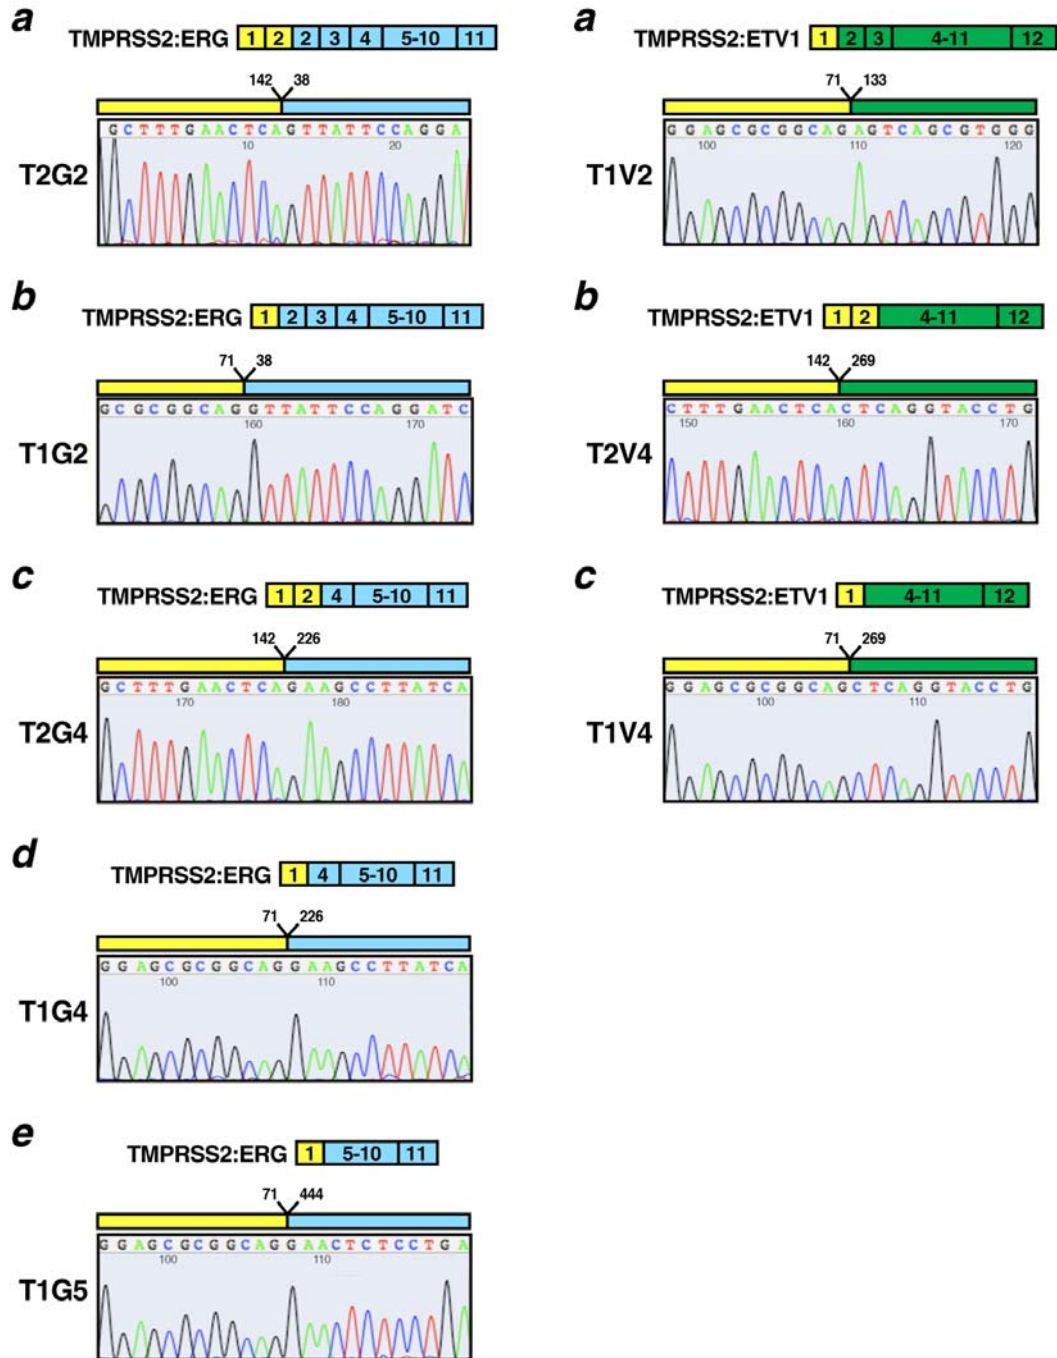 a
TMPRSS2:ERG 1 2 2 3 4 5-10 11
142 38
G C T T T G A A C T C A G T T A T T C C A G G A
10 20
T2G2
b
TMPRSS2:ERG 1 2 3 4 5-10 11
71 38
G C G C G G C A G G T T A T T C C A G G A T C
160 170
T1G2
c
TMPRSS2:ERG 1 2 4 5-10 11
142 226
G C T T T G A A C T C A G A A G C C T T A T C A
170 180
T2G4
d
TMPRSS2:ERG 1 4 5-10 11
71 226
G G A G C G C G G C A G G A A G C C T T A T C A
100 110
T1G4
e
TMPRSS2:ERG 1 5-10 11
71 444
G G A G C G C G G C A G G A A C T C T C C T G A
100 110
T1G5
a
TMPRSS2:ETV1 1 2 3 4-11 12
71 133
G G A G C G C G G C A G A G T C A G C G T G G G
100 110 120
T1V2
b
TMPRSS2:ETV1 1 2 4-11 12
142 269
C T T T G A A C T C A C T C A G G T A C C T G
150 160 170
T2V4
c
TMPRSS2:ETV1 1 4-11 12
71 269
G G A G C G C G G C A G C T C A G G T A C C T G
100 110
T1V4